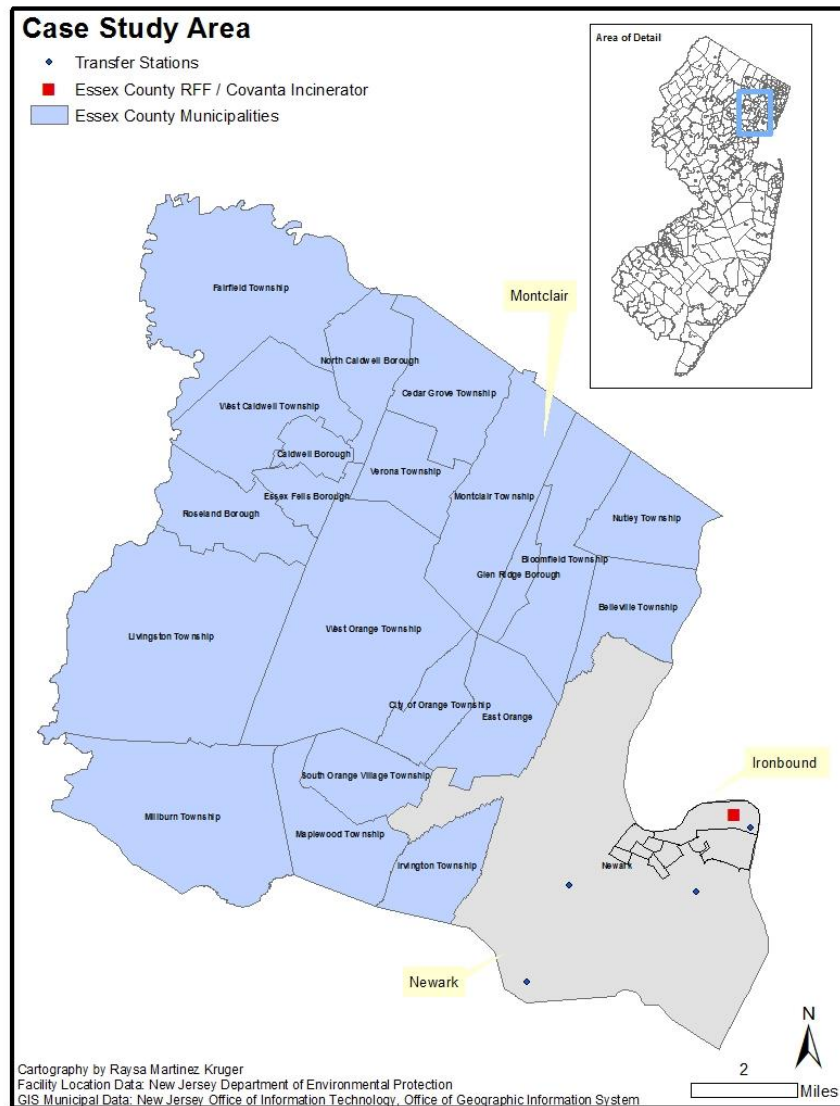 Case Study Area
Transfer Stations
Essex County RFF / Covanta Incinerator
Essex County Municipalities
Area of Detail
Fairfield Township
Montclair
North Caldwell Borough
Cedar Grove Township
West Caldwell Township
Caldwell Borough
Verona Township
Essex Fells Borough
Montclair Township
Roseland Borough
Nutley Township
Bloomfield Township
Glen Ridge Borough
Belleville Township
West Orange Township
Livingston Township
City of Orange Township
East Orange
Ironbound
South Orange Village Township
Millburn Township
Maplewood Township
Irvington Township
Newark
Newark
N
2
Miles
Cartography by Raysa Martinez Kruger
Facility Location Data: New Jersey Department of Environmental Protection
GIS Municipal Data: New Jersey Office of Information Technology, Office of Geographic Information System